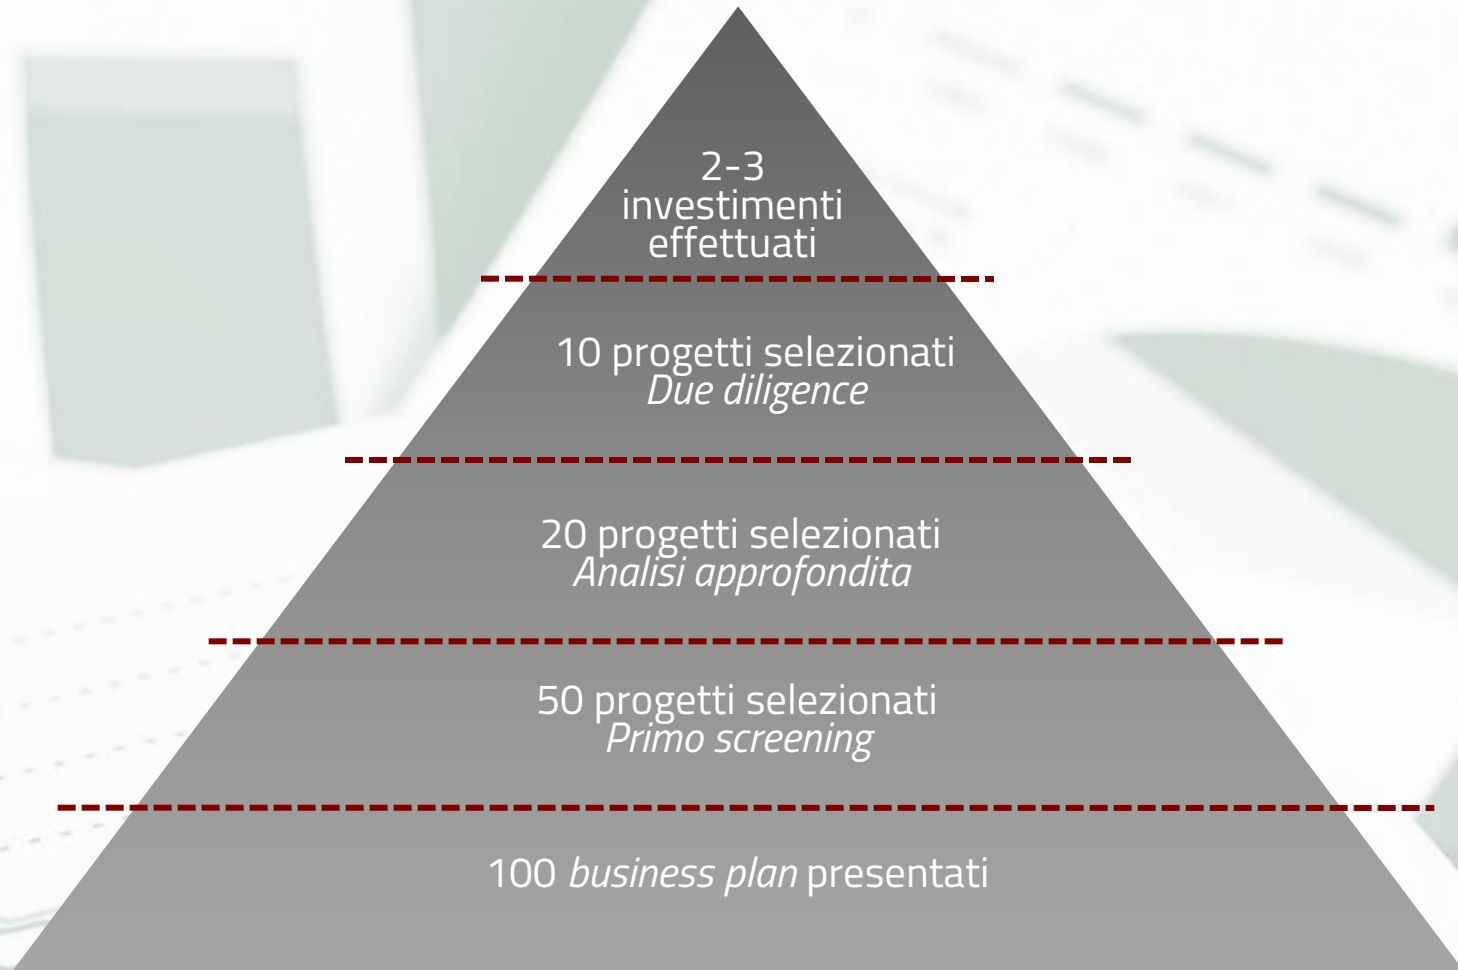 2-3
investimenti
effettuati
10 progetti selezionati
Due diligence
20 progetti selezionati
Analisi approfondita
50 progetti selezionati
Primo screening
100 business plan presentati